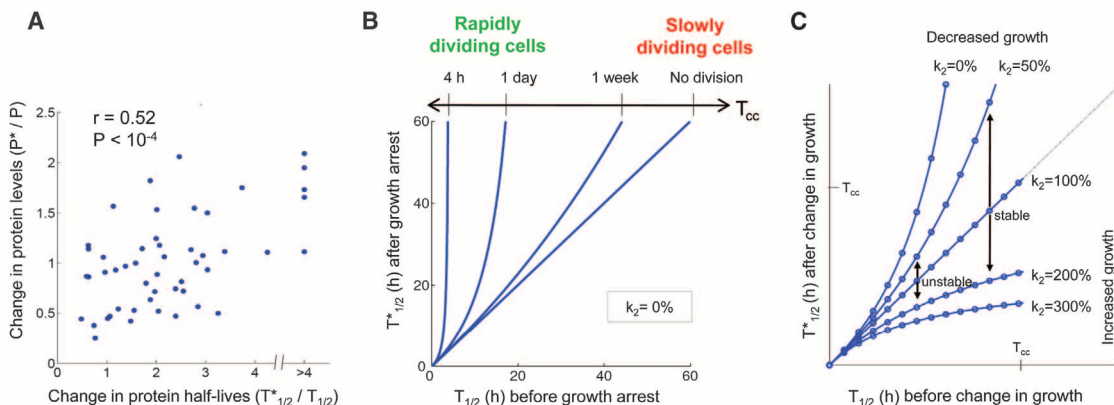 A
r = 0.52
P < 10⁻⁴
Change in protein levels (P* / P)
2.5
2
1.5
1
0.5
0
0
1
2
3
4
>4
Change in protein half-lives (T*1/2 / T1/2)
B
Rapidly
dividing cells
Slowly
dividing cells
4 h
1 day
1 week
No division
Tcc
T*1/2 (h) after growth arrest
60
40
20
0
0
20
40
60
k2= 0%
T1/2 (h) before growth arrest
C
Decreased growth
k2=0%
k2=50%
k2=100%
stable
unstable
k2=200%
k2=300%
Tcc
Tcc
T*1/2 (h) after change in growth
Increased growth
T1/2 (h) before change in growth